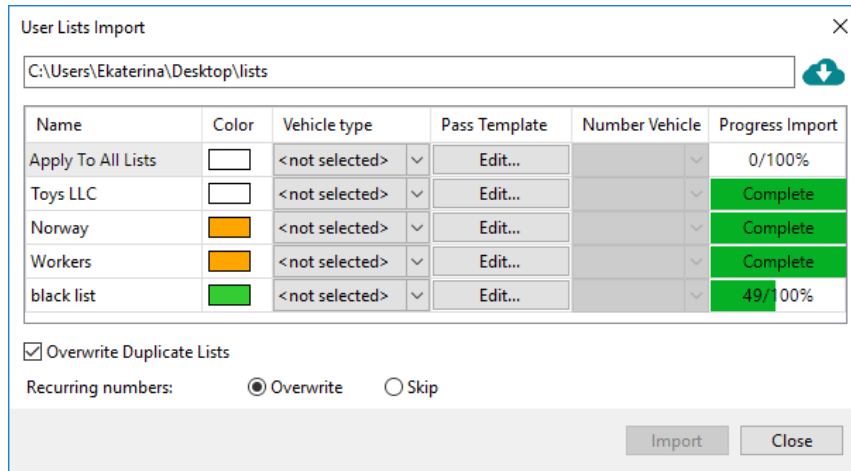 User Lists Import
C:\Users\Ekaterina\Desktop\lists
Name Color Vehicle type Pass Template Number Vehicle Progress Import
Apply To All Lists <not selected> Edit... 0/100%
Toys LLC <not selected> Edit... Complete
Norway <not selected> Edit... Complete
Workers <not selected> Edit... Complete
black list <not selected> Edit... 49/100%
Overwrite Duplicate Lists
Recurring numbers: Overwrite Skip
Import Close